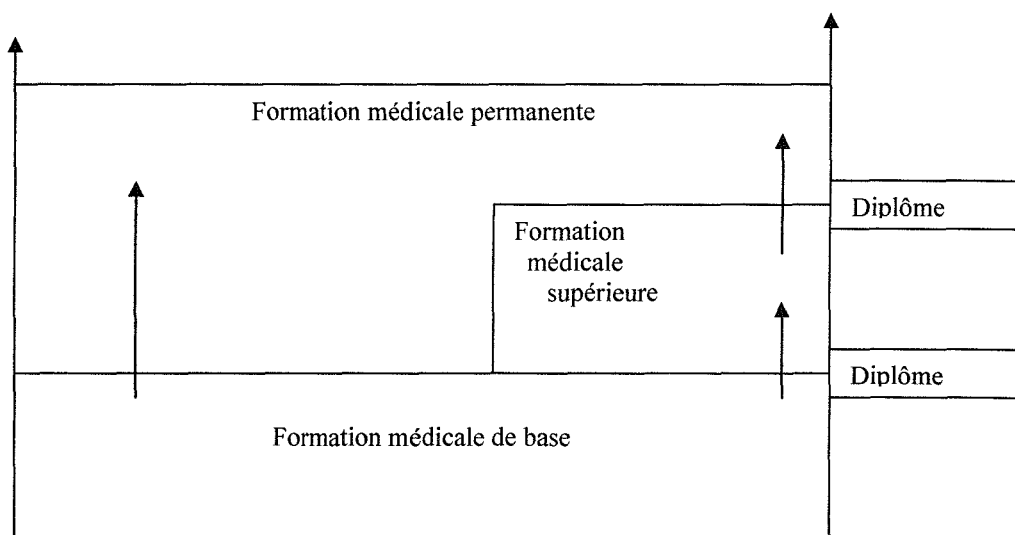 Formation médicale permanente
Diplôme
Formation
médicale
supérieure
Diplôme
Formation médicale de base